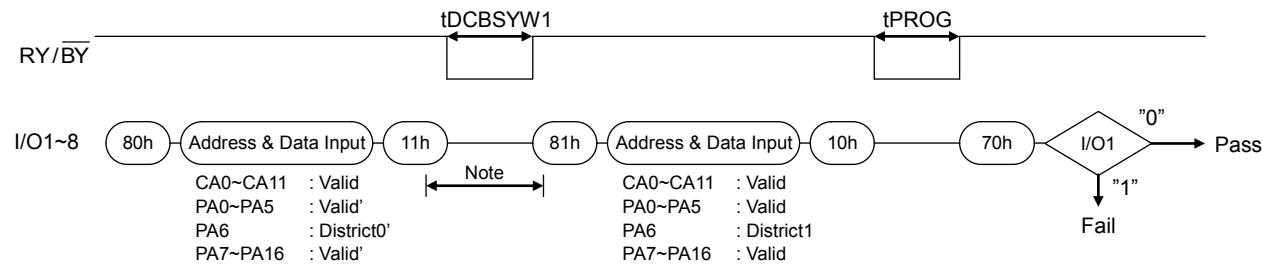 tDCBSYW1 tPROG
RY/BY
I/O1~8 80h Address & Data Input 11h 81h Address & Data Input 10h 70h I/O1 "0" Pass
Note
"1"
Fail
CA0~CA11 : Valid
PA0~PA5 : Valid'
PA6 : District0'
PA7~PA16 : Valid'
CA0~CA11 : Valid
PA0~PA5 : Valid
PA6 : District1
PA7~PA16 : Valid